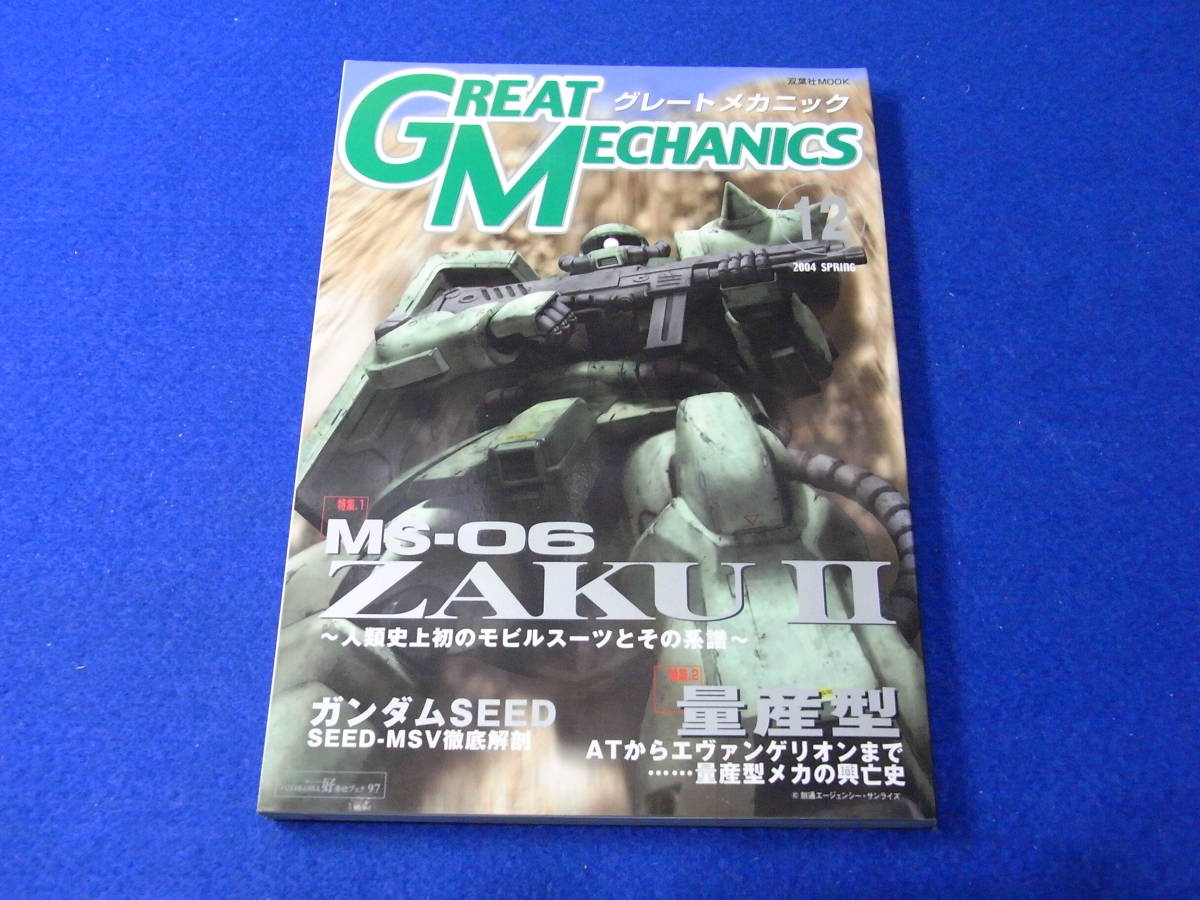 双葉社MOOK
GREAT
グレートメカニック
MECHANICS
12
2004 SPRING
特集.1
MS-06
ZAKU II
〜人類史上初のモビルスーツとその系譜〜
特集.2
量産型
ガンダムSEED
SEED-MSV徹底解剖
ATからエヴァンゲリオンまで
……量産型メカの興亡史
好
ブック 97
© 創通エージェンシー・サンライズ